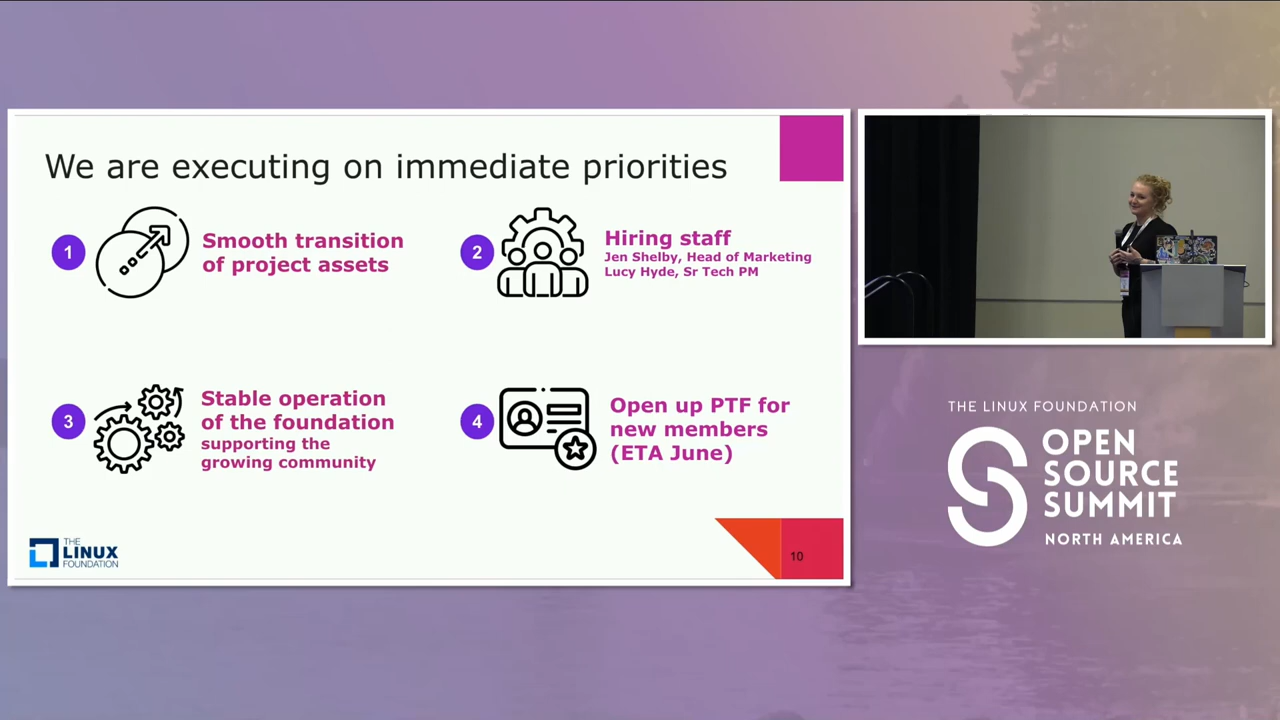 We are executing on immediate priorities
1
Smooth transition
of project assets
2
Hiring staff
Jen Shelby, Head of Marketing
Lucy Hyde, Sr Tech PM
3
Stable operation
of the foundation
supporting the
growing community
4
Open up PTF for
new members
(ETA June)
THE
LINUX
FOUNDATION
10
THE LINUX FOUNDATION
OPEN
SOURCE
SUMMIT
NORTH AMERICA